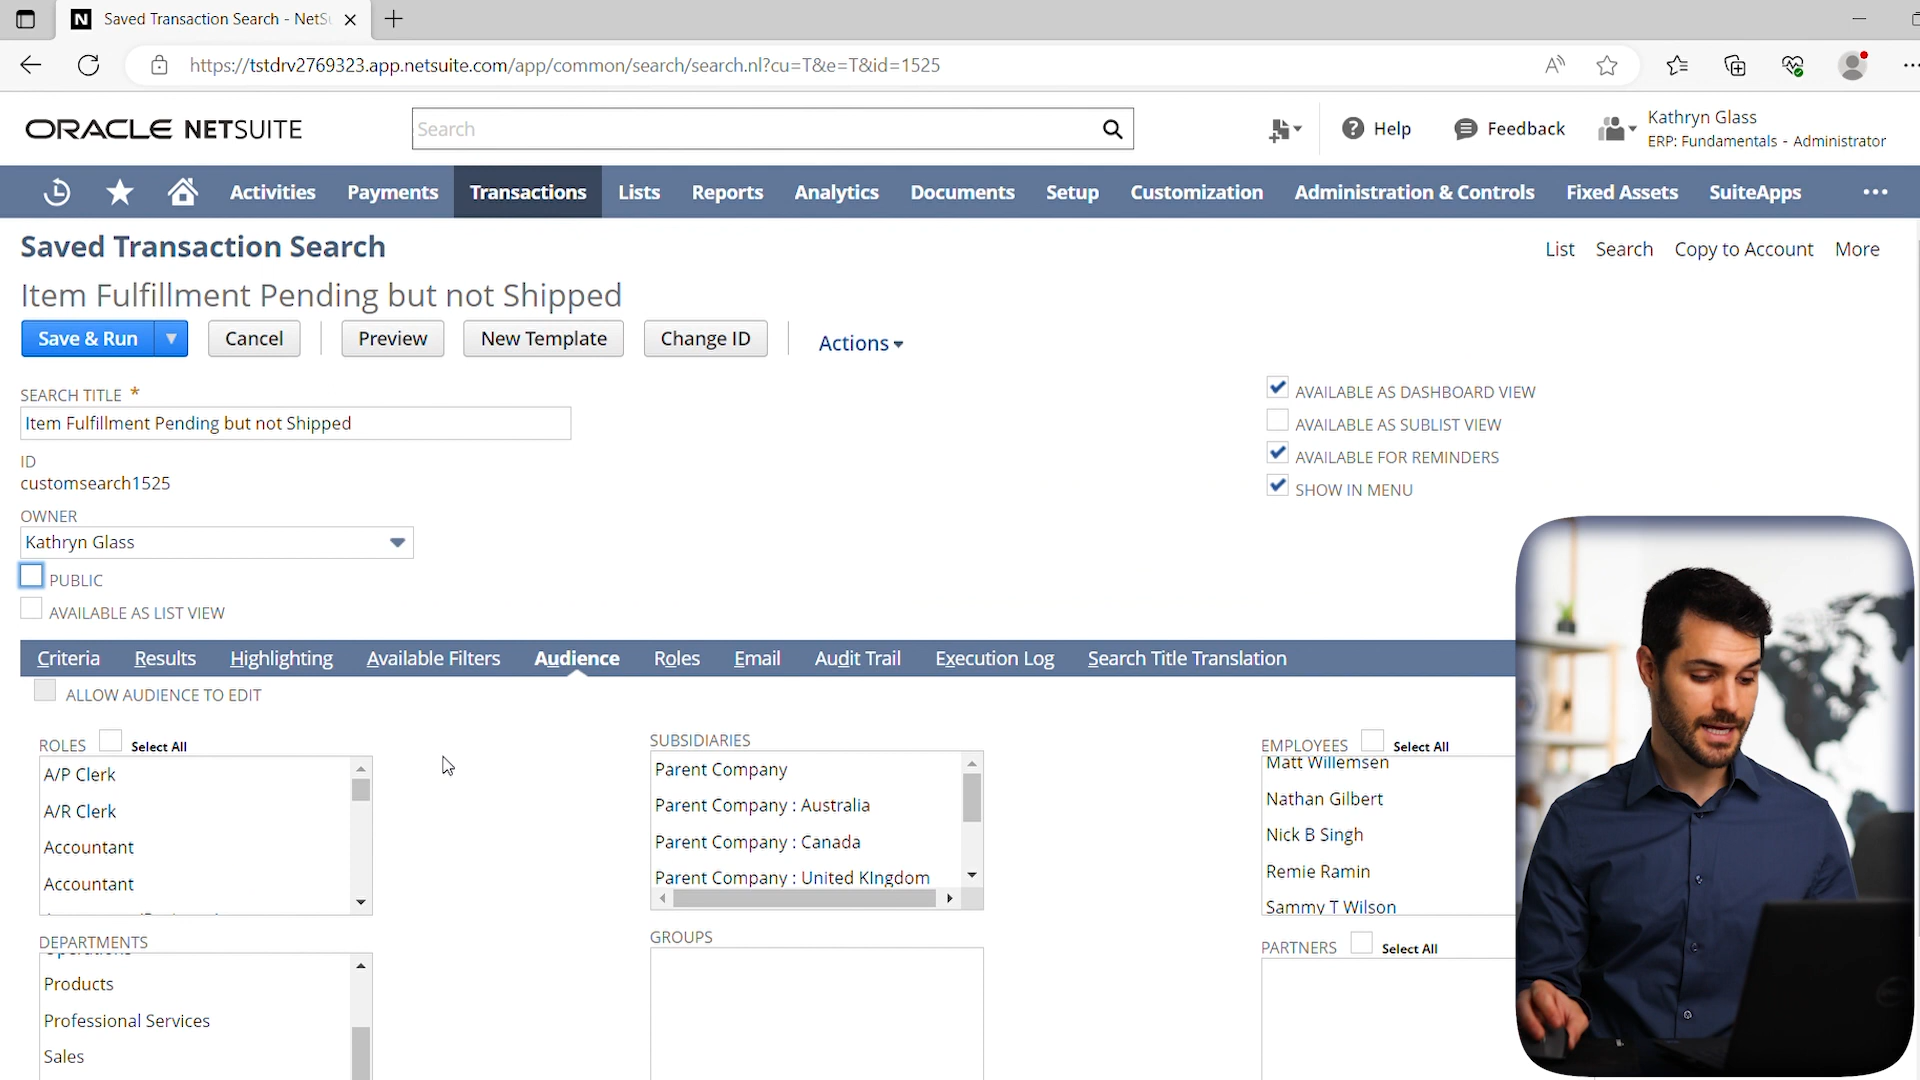 Saved Transaction Search - NetS
https://tstdrv2769323.app.netsuite.com/app/common/search/search.nl?cu=T&e=T&id=1525
ORACLE NETSUITE
Search
Help
Feedback
Kathryn Glass
ERP: Fundamentals - Administrator
Activities Payments Transactions Lists Reports Analytics Documents Setup Customization Administration & Controls Fixed Assets SuiteApps
Saved Transaction Search
List Search Copy to Account More
Item Fulfillment Pending but not Shipped
Save & Run Cancel Preview New Template Change ID Actions
SEARCH TITLE *
Item Fulfillment Pending but not Shipped
ID
customsearch1525
OWNER
Kathryn Glass
PUBLIC
AVAILABLE AS LIST VIEW
AVAILABLE AS DASHBOARD VIEW
AVAILABLE AS SUBLIST VIEW
AVAILABLE FOR REMINDERS
SHOW IN MENU
Criteria Results Highlighting Available Filters Audience Roles Email Audit Trail Execution Log Search Title Translation
ALLOW AUDIENCE TO EDIT
ROLES Select All
A/P Clerk
A/R Clerk
Accountant
Accountant
SUBSIDIARIES
Parent Company
Parent Company : Australia
Parent Company : Canada
Parent Company : United KIngdom
EMPLOYEES Select All
Matt Willemsen
Nathan Gilbert
Nick B Singh
Remie Ramin
Sammy T Wilson
DEPARTMENTS
Operations
Products
Professional Services
Sales
GROUPS
PARTNERS Select All